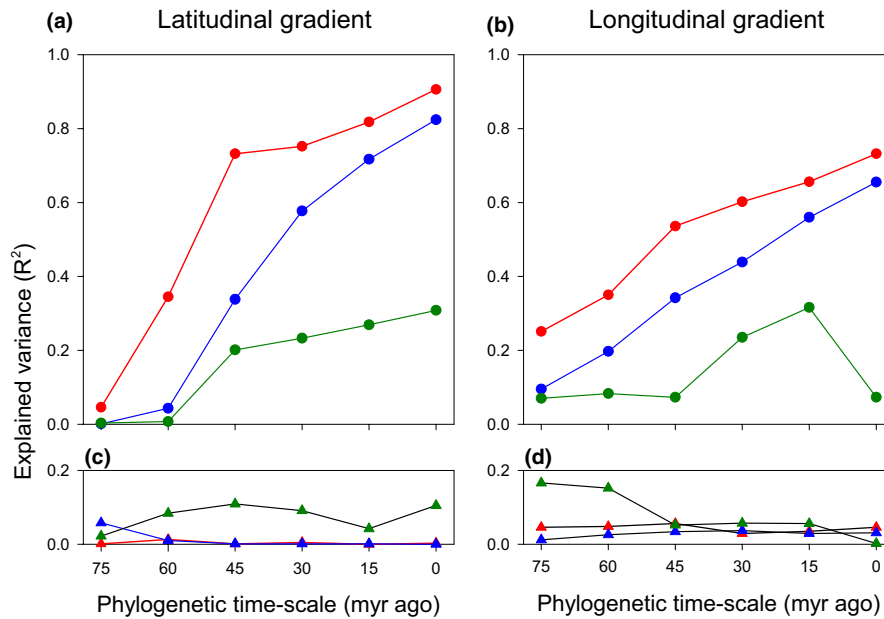 (a) Latitudinal gradient
(b) Longitudinal gradient
Explained variance (R²)
1.0
0.8
0.6
0.4
0.2
0.0
1.0
0.8
0.6
0.4
0.2
0.0
(c)
0.2
0.0
75 60 45 30 15 0
Phylogenetic time-scale (myr ago)
(d)
0.2
0.0
75 60 45 30 15 0
Phylogenetic time-scale (myr ago)